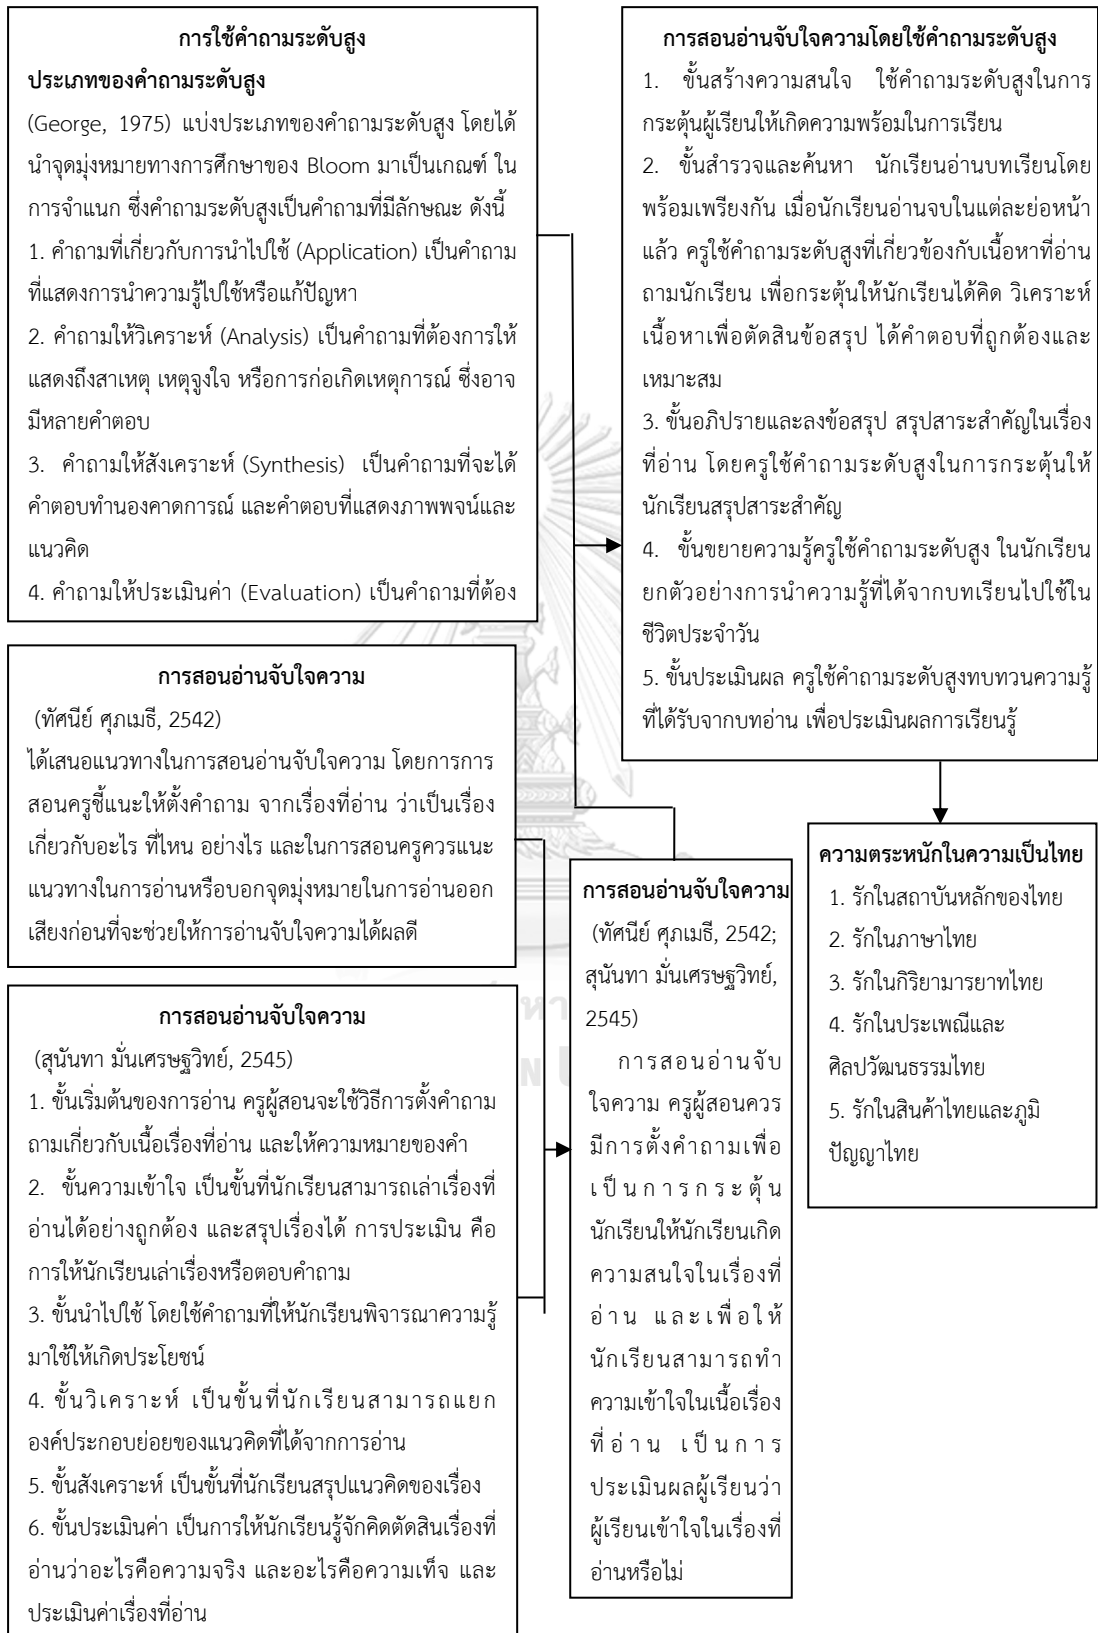 การใช้คำถามระดับสูง
ประเภทของคำถามระดับสูง
(George, 1975) แบ่งประเภทของคำถามระดับสูง โดยได้
นำจุดมุ่งหมายทางการศึกษาของ Bloom มาเป็นเกณฑ์ ใน
การจำแนก ซึ่งคำถามระดับสูงเป็นคำถามที่มีลักษณะ ดังนี้
1. คำถามที่เกี่ยวกับการนำไปใช้ (Application) เป็นคำถาม
ที่แสดงการนำความรู้ไปใช้หรือแก้ปัญหา
2. คำถามให้วิเคราะห์ (Analysis) เป็นคำถามที่ต้องการให้
แสดงถึงสาเหตุ เหตุจูงใจ หรือการก่อเกิดเหตุการณ์ ซึ่งอาจ
มีหลายคำตอบ
3. คำถามให้สังเคราะห์ (Synthesis) เป็นคำถามที่จะได้
คำตอบทำนองคาดการณ์ และคำตอบที่แสดงภาพพจน์และ
แนวคิด
4. คำถามให้ประเมินค่า (Evaluation) เป็นคำถามที่ต้อง
การสอนอ่านจับใจความ
(ทัศนีย์ ศุภเมธี, 2542)
ได้เสนอแนวทางในการสอนอ่านจับใจความ โดยการการ
สอนครูชี้แนะให้ตั้งคำถาม จากเรื่องที่อ่าน ว่าเป็นเรื่อง
เกี่ยวกับอะไร ที่ไหน อย่างไร และในการสอนครูควรแนะ
แนวทางในการอ่านหรือบอกจุดมุ่งหมายในการอ่านออก
เสียงก่อนที่จะช่วยให้การอ่านจับใจความได้ผลดี
การสอนอ่านจับใจความ
(สุนันทา มั่นเศรษฐวิทย์, 2545)
1. ขั้นเริ่มต้นของการอ่าน ครูผู้สอนจะใช้วิธีการตั้งคำถาม
ถามเกี่ยวกับเนื้อเรื่องที่อ่าน และให้ความหมายของคำ
2. ขั้นความเข้าใจ เป็นขั้นที่นักเรียนสามารถเล่าเรื่องที่
อ่านได้อย่างถูกต้อง และสรุปเรื่องได้ การประเมิน คือ
การให้นักเรียนเล่าเรื่องหรือตอบคำถาม
3. ขั้นนำไปใช้ โดยใช้คำถามที่ให้นักเรียนพิจารณาความรู้
มาใช้ให้เกิดประโยชน์
4. ขั้นวิเคราะห์ เป็นขั้นที่นักเรียนสามารถแยก
องค์ประกอบย่อยของแนวคิดที่ได้จากการอ่าน
5. ขั้นสังเคราะห์ เป็นขั้นที่นักเรียนสรุปแนวคิดของเรื่อง
6. ขั้นประเมินค่า เป็นการให้นักเรียนรู้จักคิดตัดสินเรื่องที่
อ่านว่าอะไรคือความจริง และอะไรคือความเท็จ และ
ประเมินค่าเรื่องที่อ่าน
การสอนอ่านจับใจความ
(ทัศนีย์ ศุภเมธี, 2542;
สุนันทา มั่นเศรษฐวิทย์,
2545)
การสอนอ่านจับ
ใจความ ครูผู้สอนควร
มีการตั้งคำถามเพื่อ
เป็นการกระตุ้น
นักเรียนให้นักเรียนเกิด
ความสนใจในเรื่องที่
อ่าน และเพื่อให้
นักเรียนสามารถทำ
ความเข้าใจในเนื้อเรื่อง
ที่อ่าน เป็นการ
ประเมินผลผู้เรียนว่า
ผู้เรียนเข้าใจในเรื่องที่
อ่านหรือไม่
การสอนอ่านจับใจความโดยใช้คำถามระดับสูง
1. ขั้นสร้างความสนใจ ใช้คำถามระดับสูงในการ
กระตุ้นผู้เรียนให้เกิดความพร้อมในการเรียน
2. ขั้นสำรวจและค้นหา นักเรียนอ่านบทเรียนโดย
พร้อมเพรียงกัน เมื่อนักเรียนอ่านจบในแต่ละย่อหน้า
แล้ว ครูใช้คำถามระดับสูงที่เกี่ยวข้องกับเนื้อหาที่อ่าน
ถามนักเรียน เพื่อกระตุ้นให้นักเรียนได้คิด วิเคราะห์
เนื้อหาเพื่อตัดสินข้อสรุป ได้คำตอบที่ถูกต้องและ
เหมาะสม
3. ขั้นอภิปรายและลงข้อสรุป สรุปสาระสำคัญในเรื่อง
ที่อ่าน โดยครูใช้คำถามระดับสูงในการกระตุ้นให้
นักเรียนสรุปสาระสำคัญ
4. ขั้นขยายความรู้ครูใช้คำถามระดับสูง ในนักเรียน
ยกตัวอย่างการนำความรู้ที่ได้จากบทเรียนไปใช้ใน
ชีวิตประจำวัน
5. ขั้นประเมินผล ครูใช้คำถามระดับสูงทบทวนความรู้
ที่ได้รับจากบทอ่าน เพื่อประเมินผลการเรียนรู้
ความตระหนักในความเป็นไทย
1. รักในสถาบันหลักของไทย
2. รักในภาษาไทย
3. รักในกิริยามารยาทไทย
4. รักในประเพณีและ
ศิลปวัฒนธรรมไทย
5. รักในสินค้าไทยและภูมิ
ปัญญาไทย